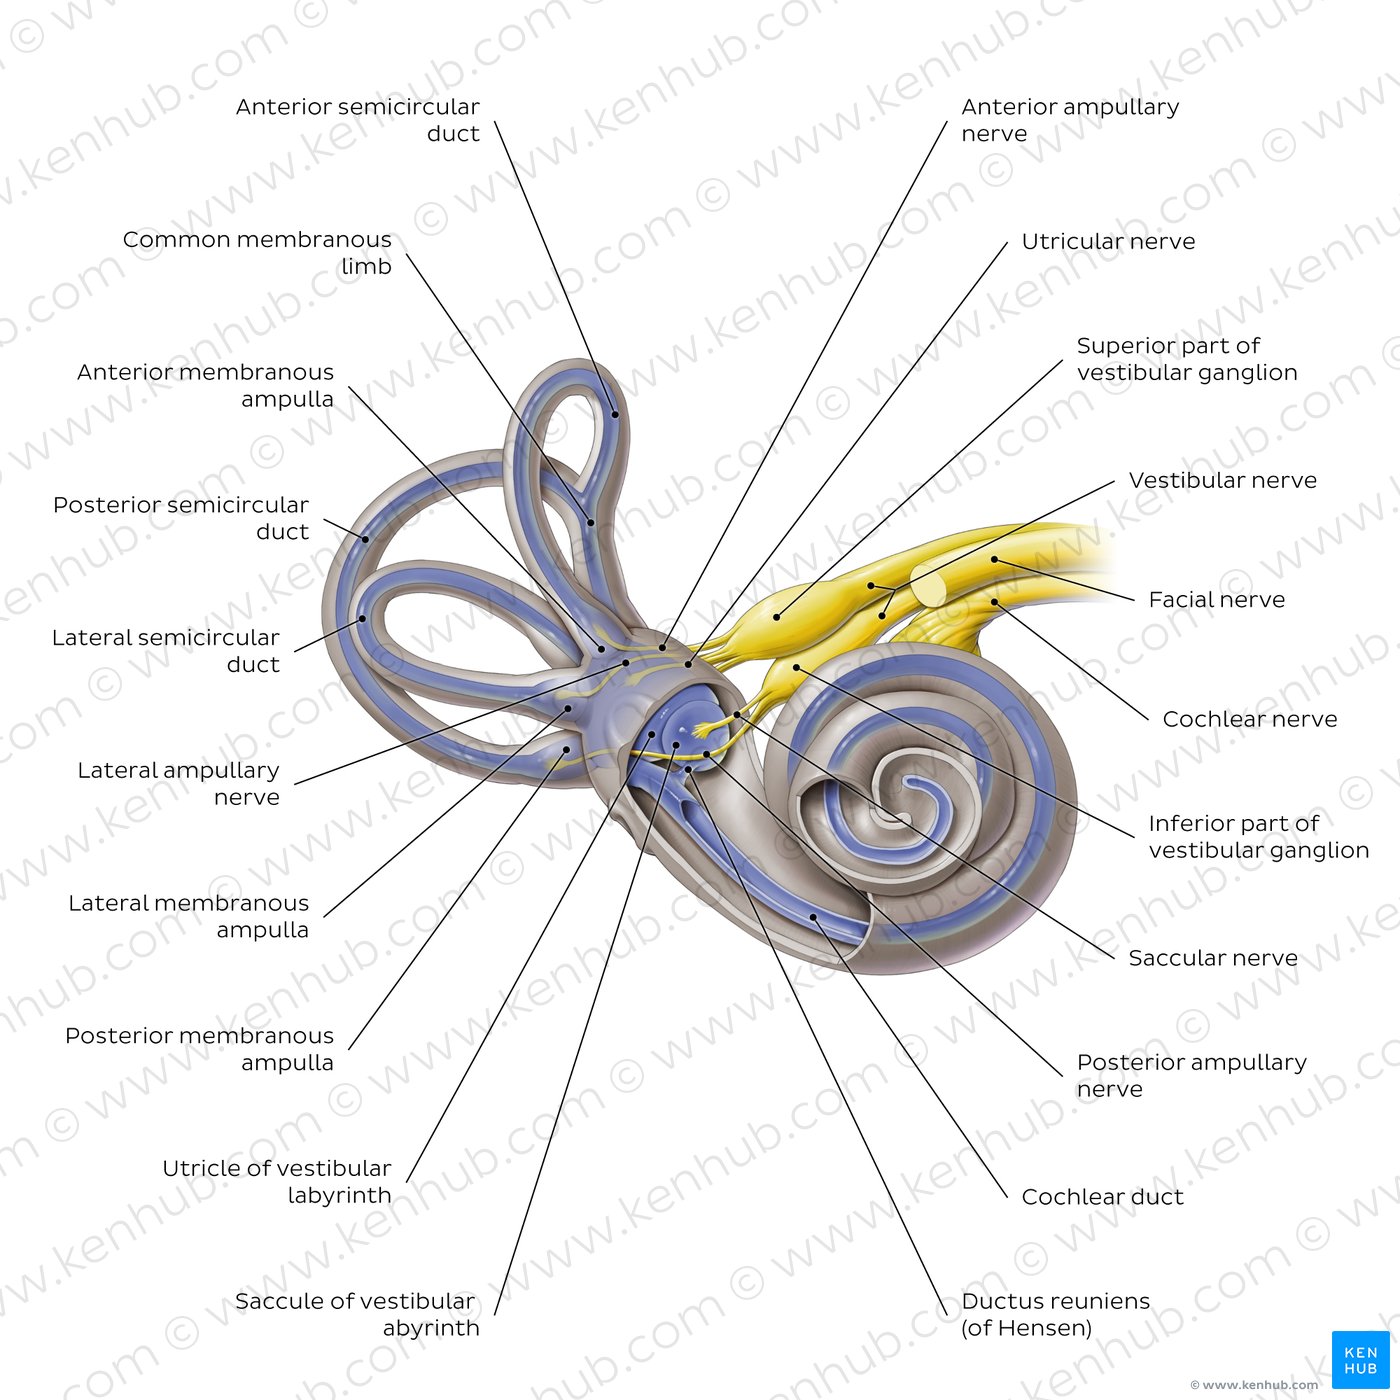 Anterior semicircular
duct
Common membranous
limb
Anterior membranous
ampulla
Posterior semicircular
duct
Lateral semicircular
duct
Lateral ampullary
nerve
Lateral membranous
ampulla
Posterior membranous
ampulla
Utricle of vestibular
labyrinth
Saccule of vestibular
abyrinth
Anterior ampullary
nerve
Utricular nerve
Superior part of
vestibular ganglion
Vestibular nerve
Facial nerve
Cochlear nerve
Inferior part of
vestibular ganglion
Saccular nerve
Posterior ampullary
nerve
Cochlear duct
Ductus reuniens
(of Hensen)
KEN
HUB
© www.kenhub.com